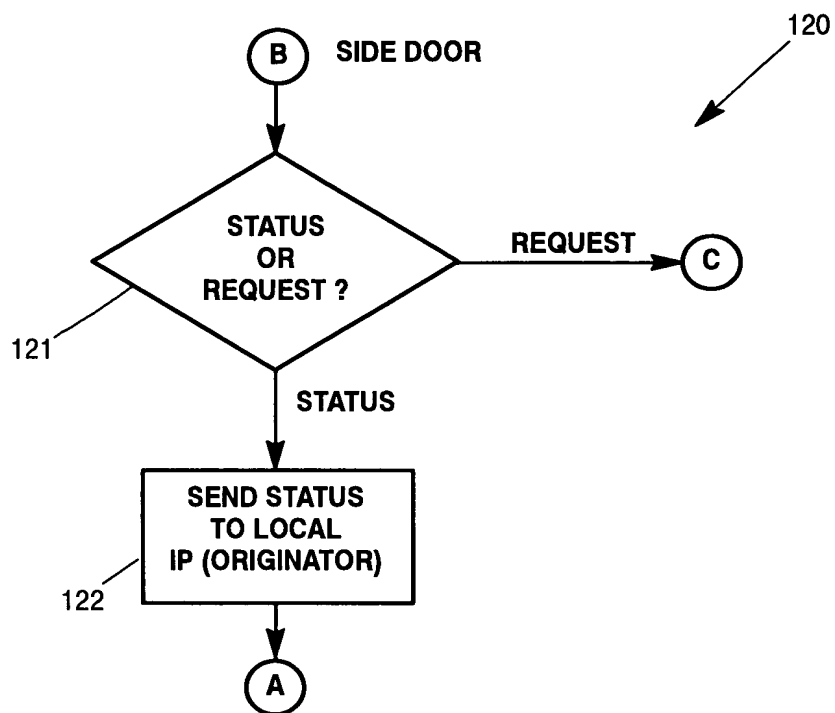 120
B SIDE DOOR
STATUS
OR
REQUEST ?
REQUEST
C
121
STATUS
SEND STATUS
TO LOCAL
IP (ORIGINATOR)
122
A